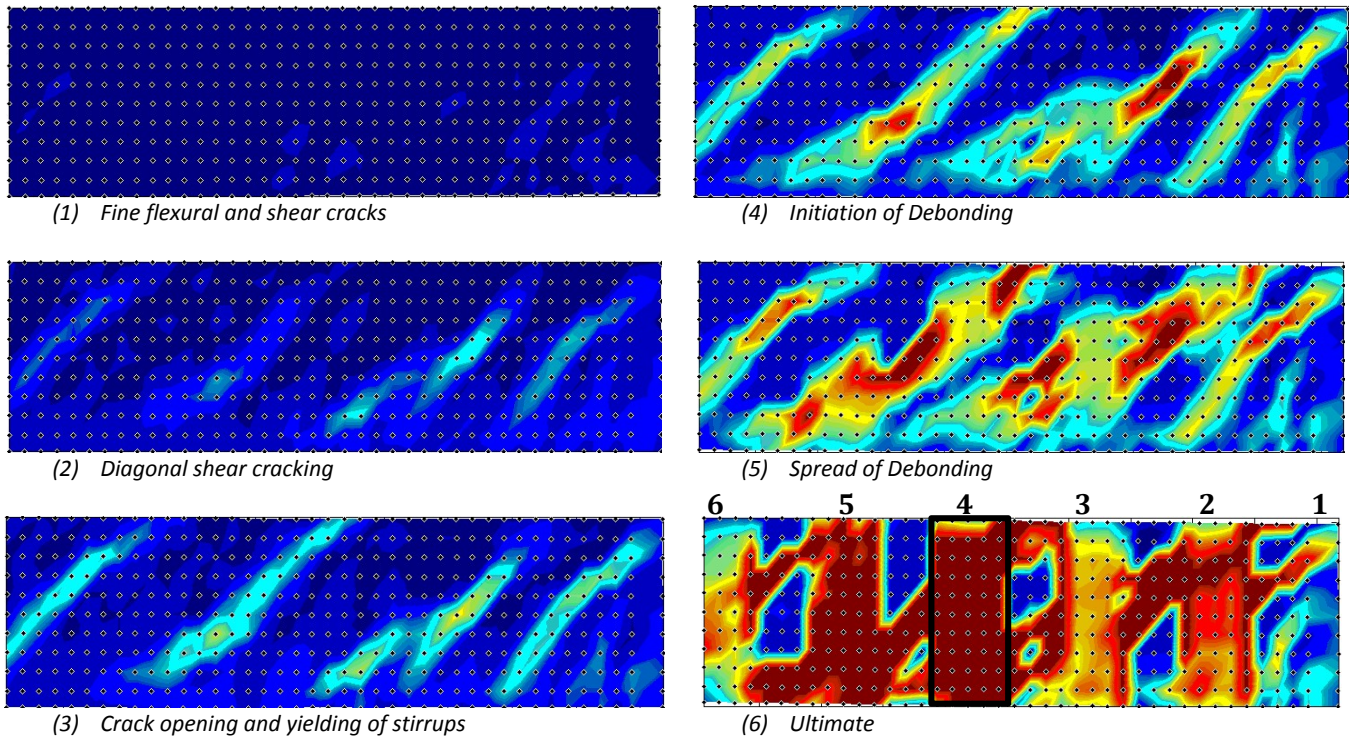 (1) Fine flexural and shear cracks
(4) Initiation of Debonding
(2) Diagonal shear cracking
(5) Spread of Debonding
6 5 4 3 2 1
(3) Crack opening and yielding of stirrups
(6) Ultimate